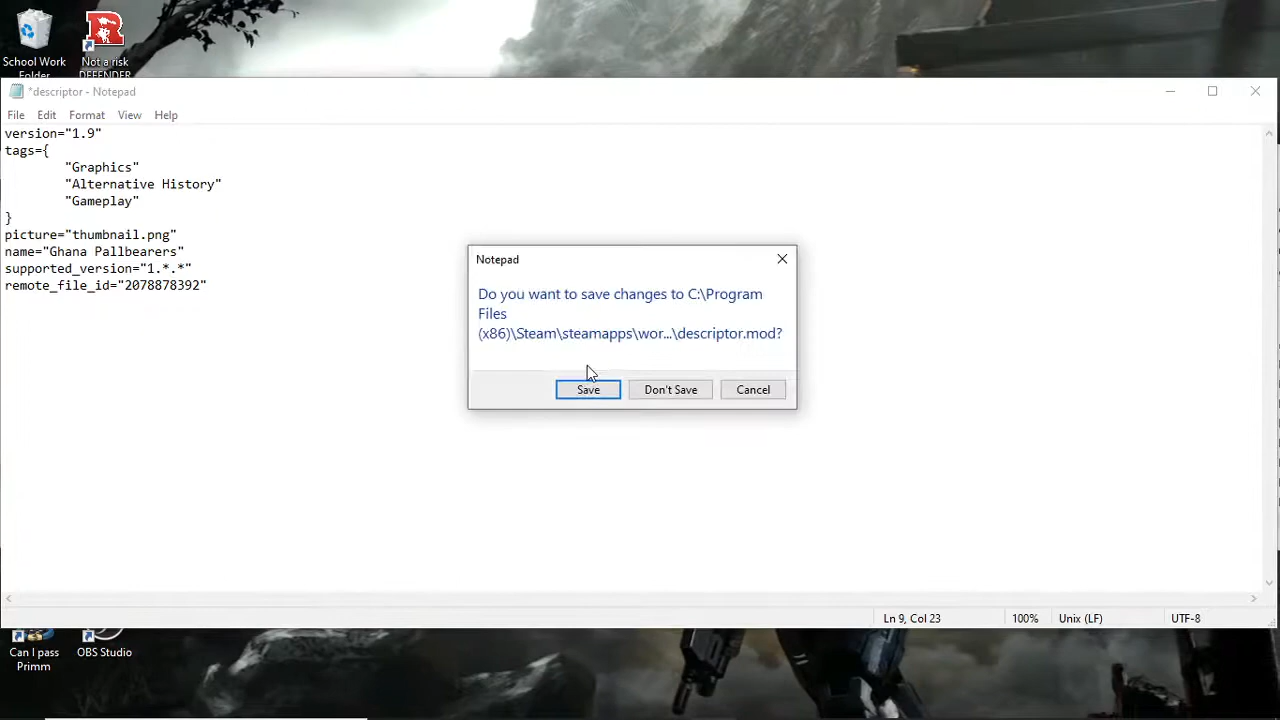 School Work
Folder
Not a risk
DEFENDER
*descriptor - Notepad
File Edit Format View Help
version="1.9"
tags={
"Graphics"
"Alternative History"
"Gameplay"
}
picture="thumbnail.png"
name="Ghana Pallbearers"
supported_version="1.*.*"
remote_file_id="2078878392"
Notepad
Do you want to save changes to C:\Program
Files
(x86)\Steam\steamapps\wor...\descriptor.mod?
Save Don't Save Cancel
Ln 9, Col 23 100% Unix (LF) UTF-8
Can I pass
Primm
OBS Studio